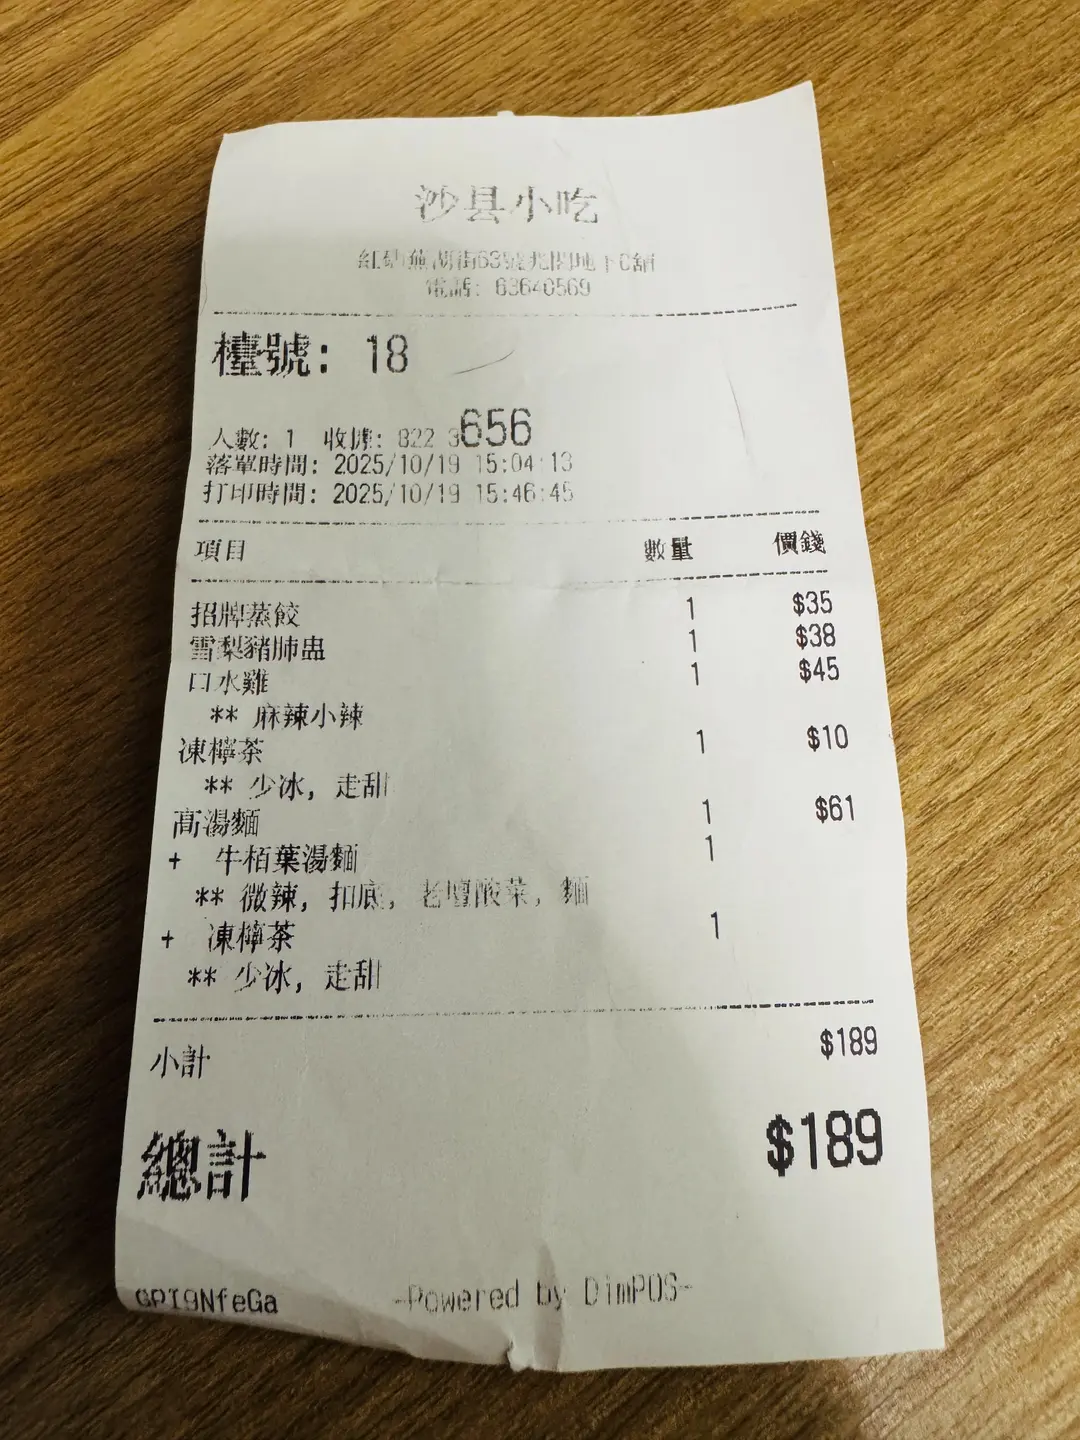 沙县小吃
紅磡蕪湖街63號兆閣地下C舖
電話: 63640569
檯號: 18
人數: 1 收據: 822 3656
落單時間: 2025/10/19 15:04:13
打印時間: 2025/10/19 15:46:45
項目 數量 價錢
招牌蒸餃 1 $35
雪梨豬肺盅 1 $38
口水雞 1 $45
** 麻辣小辣
凍檸茶 1 $10
** 少冰, 走甜
高湯麵 1 $61
+ 牛栢葉湯麵 1
** 微辣, 扣底, 老壇酸菜, 麵
+ 凍檸茶 1
** 少冰, 走甜
小計 $189
總計 $189
GPI9NfeGa -Powered by DimPOS-